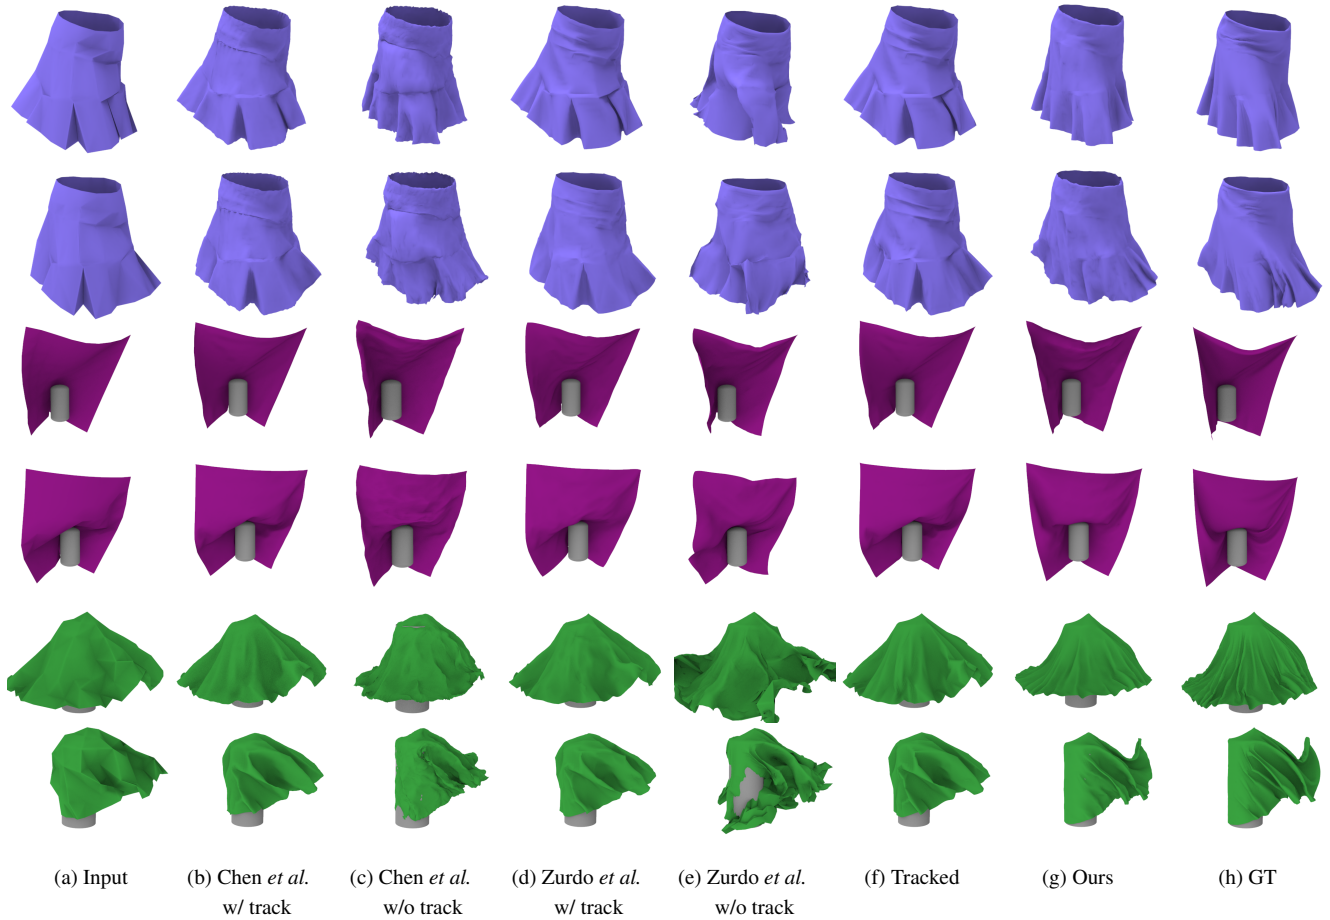 (a) Input
(b) Chen et al.
w/ track
(c) Chen et al.
w/o track
(d) Zurdo et al.
w/ track
(e) Zurdo et al.
w/o track
(f) Tracked
(g) Ours
(h) GT